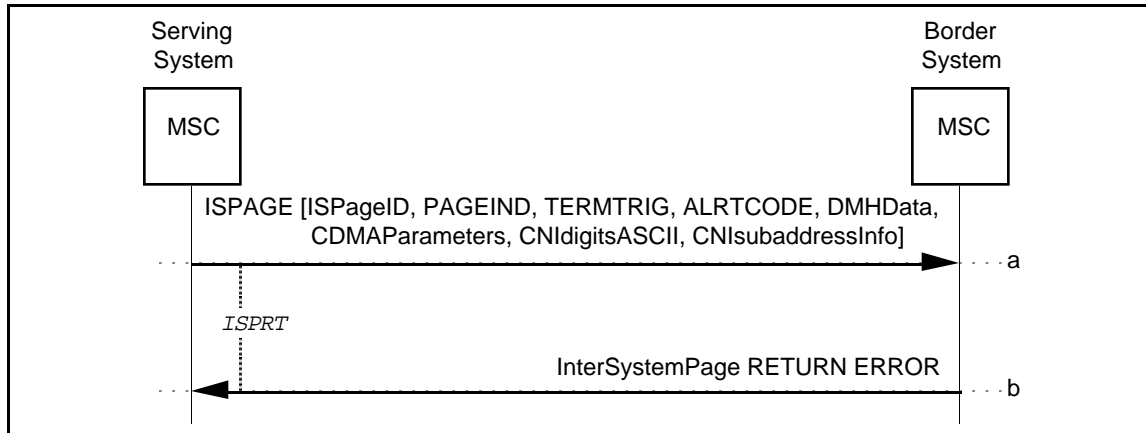 Serving
System
Border
System
MSC
MSC
ISPAGE [ISPageID, PAGEIND, TERMTRIG, ALRTCODE, DMHData,
CDMAParameters, CNIdigitsASCII, CNIsubaddressInfo]
a
ISPRT
InterSystemPage RETURN ERROR
b